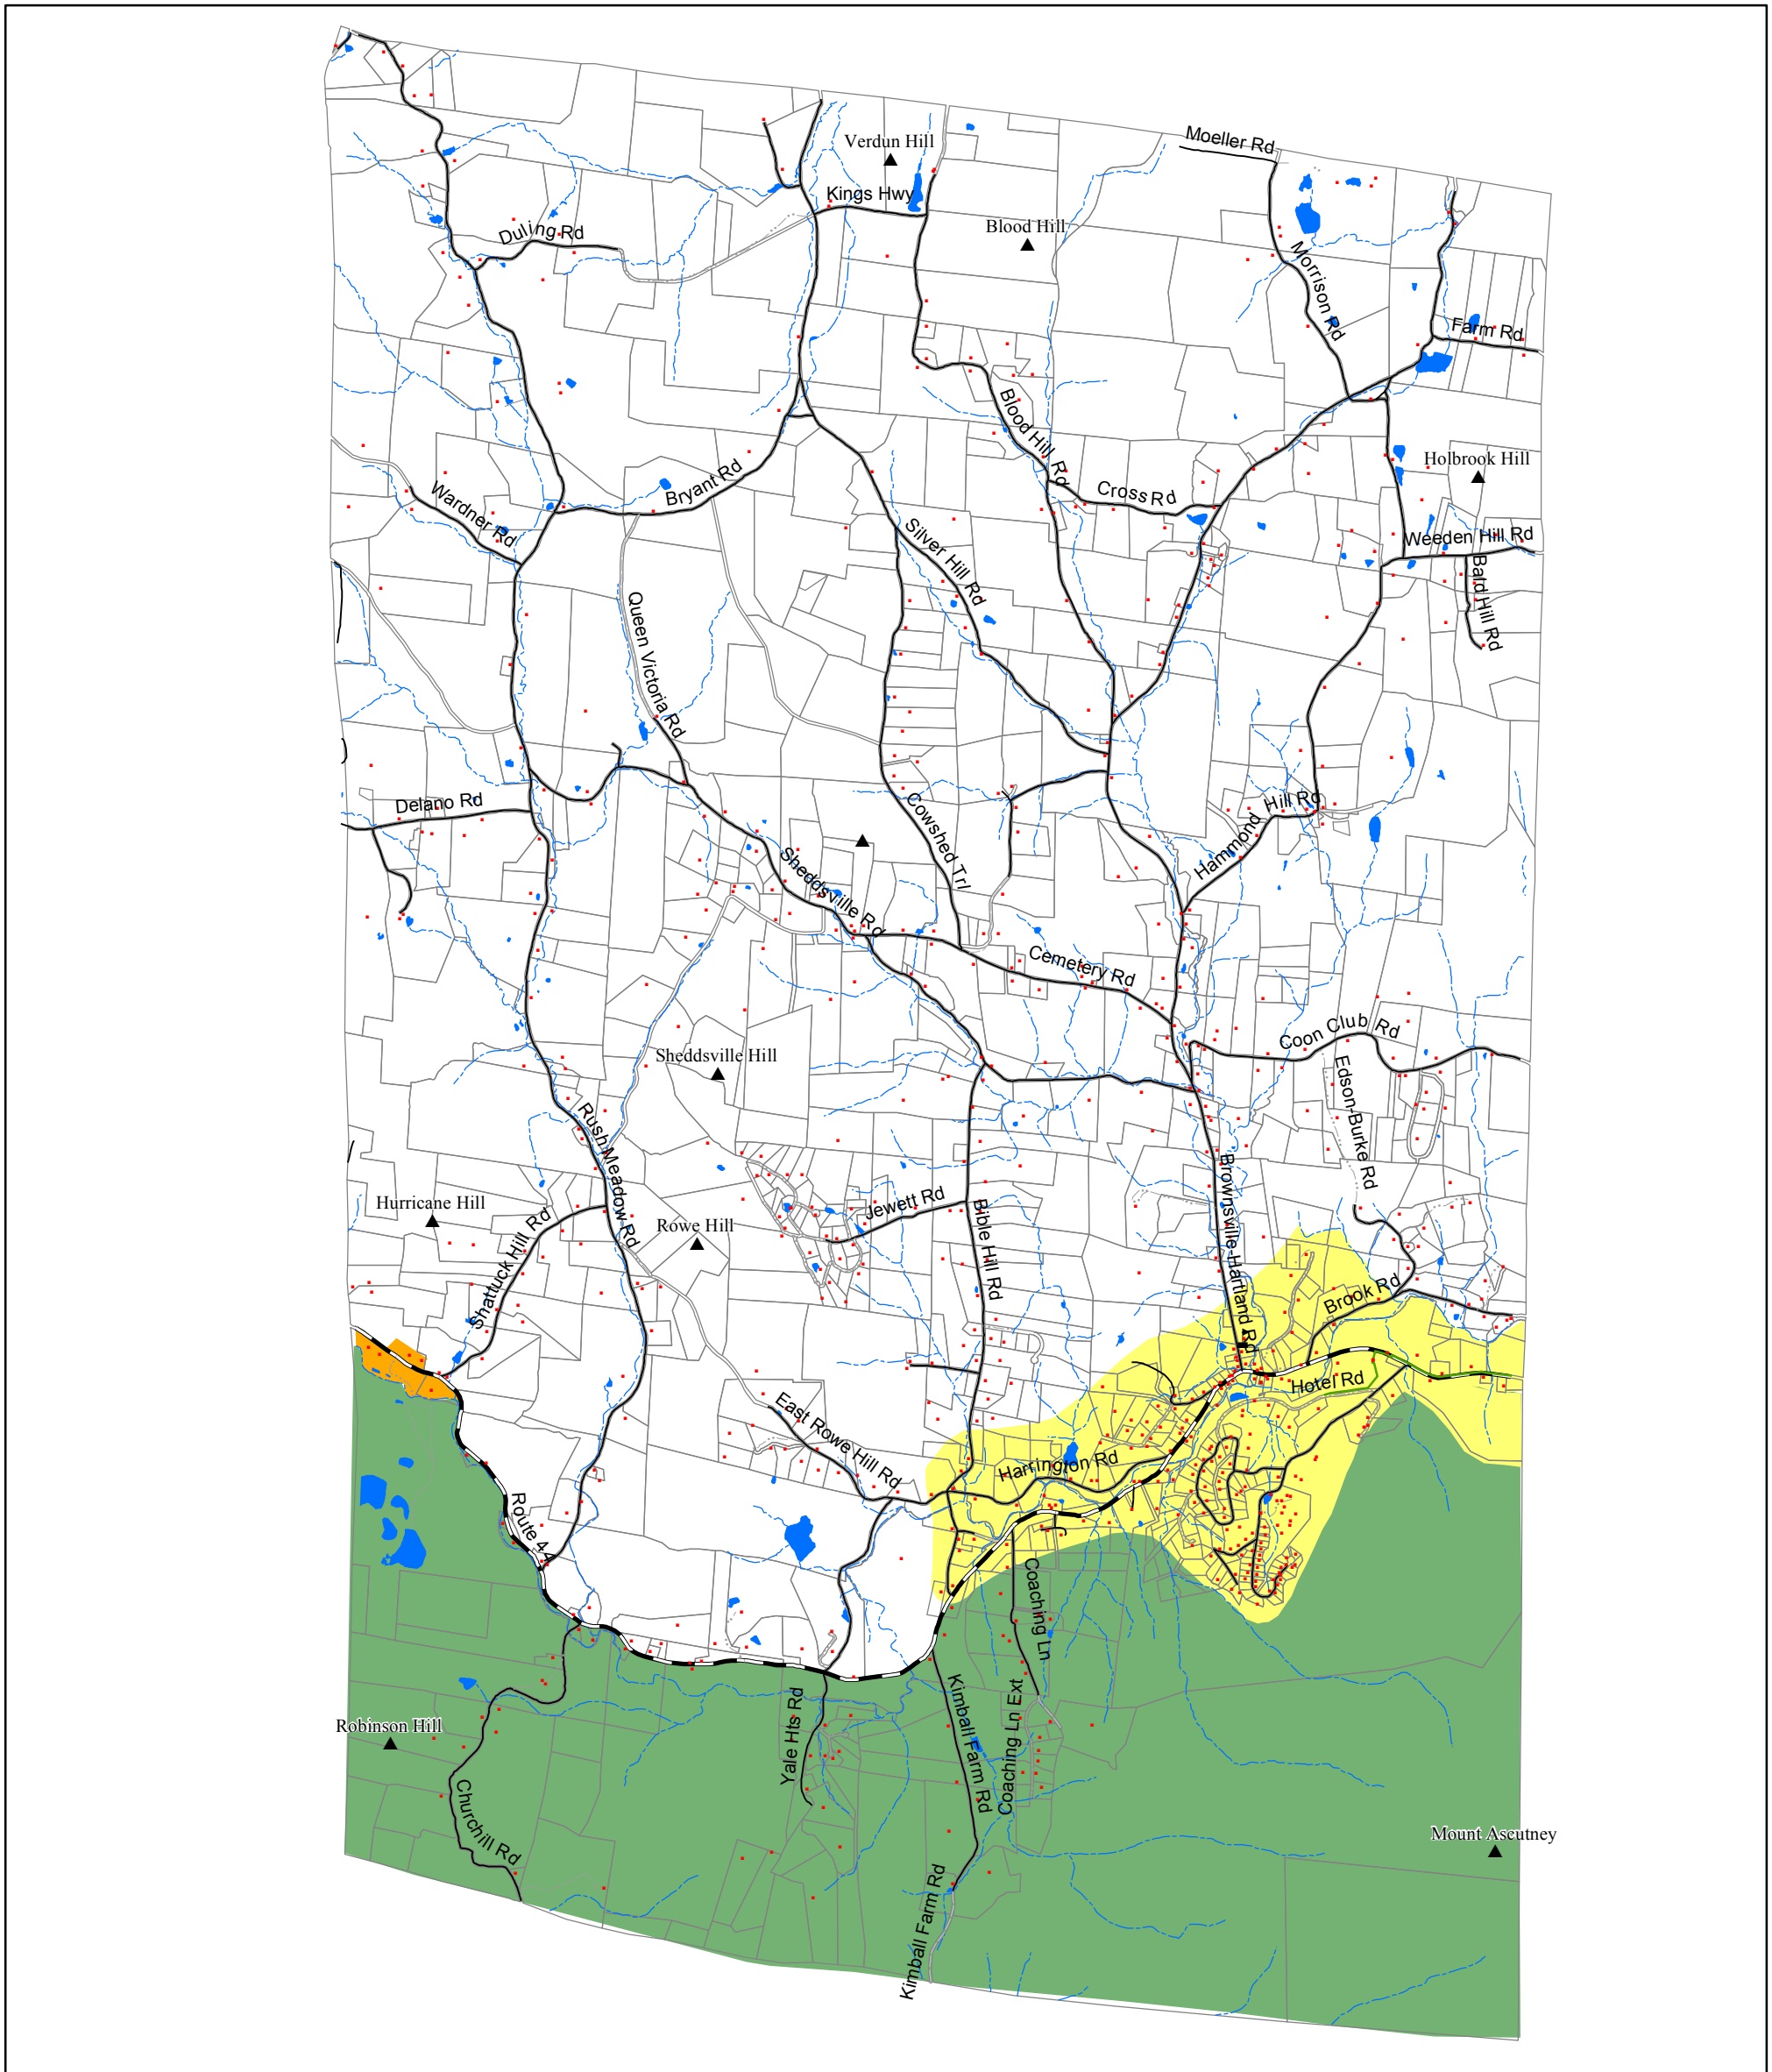 Moeller Rd
Verdun Hill
Kings Hwy
Blood Hill
Duling Rd
Morrison Rd
Farm Rd
Blood Hill Rd
Holbrook Hill
Bryant Rd
Cross Rd
Wardner Rd
Silver Hill Rd
Weeden Hill Rd
Bald Hill Rd
Queen Victoria Rd
Delano Rd
Cowshed Trl
Hammond Hill Rd
Sheddsville Rd
Cemetery Rd
Coon Club Rd
Sheddsville Hill
Edson-Burke Rd
Rush Meadow Rd
Brownsville-Hartland Rd
Hurricane Hill
Jewett Rd
Bible Hill Rd
Rowe Hill
Shattuck Hill Rd
Brook Rd
Hotel Rd
East Rowe Hill Rd
Harrington Rd
Route 44
Coaching Ln
Kimball Farm Rd
Coaching Ln Ext
Yale Hts Rd
Robinson Hill
Churchill Rd
Mount Ascutney
Kimball Farm Rd